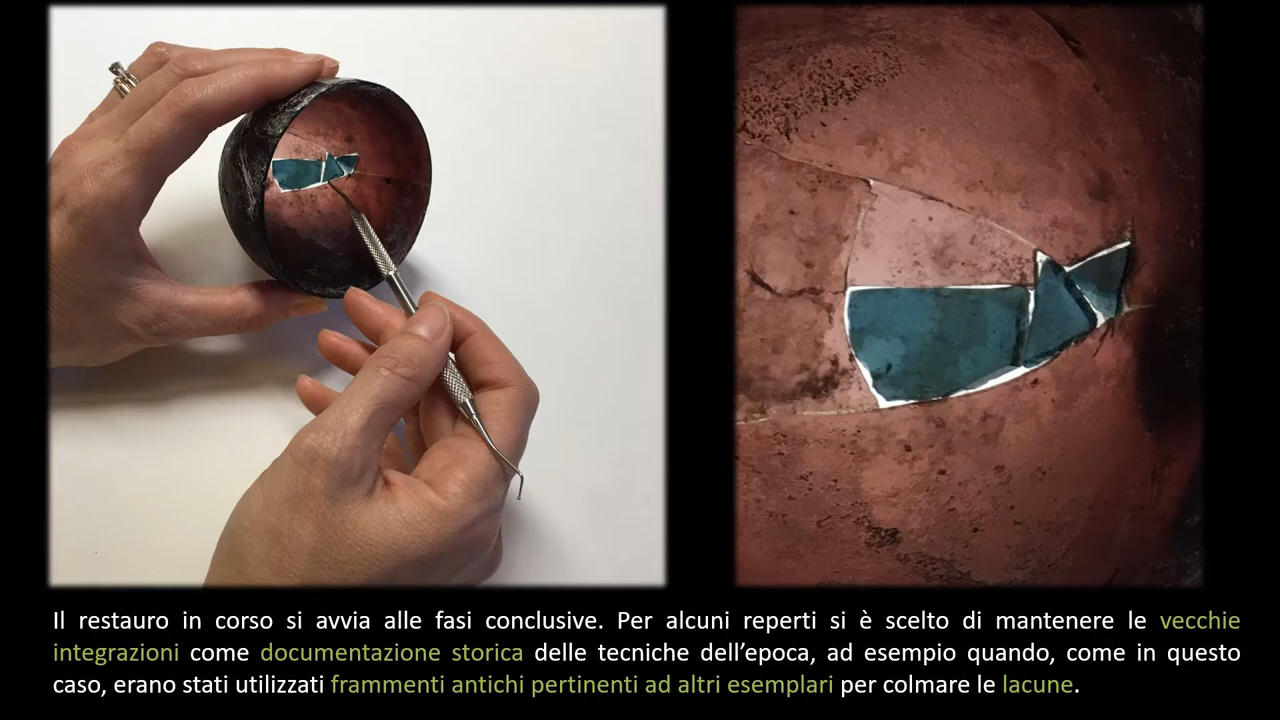 Il restauro in corso si avvia alle fasi conclusive. Per alcuni reperti si è scelto di mantenere le vecchie
integrazioni come documentazione storica delle tecniche dell’epoca, ad esempio quando, come in questo
caso, erano stati utilizzati frammenti antichi pertinenti ad altri esemplari per colmare le lacune.